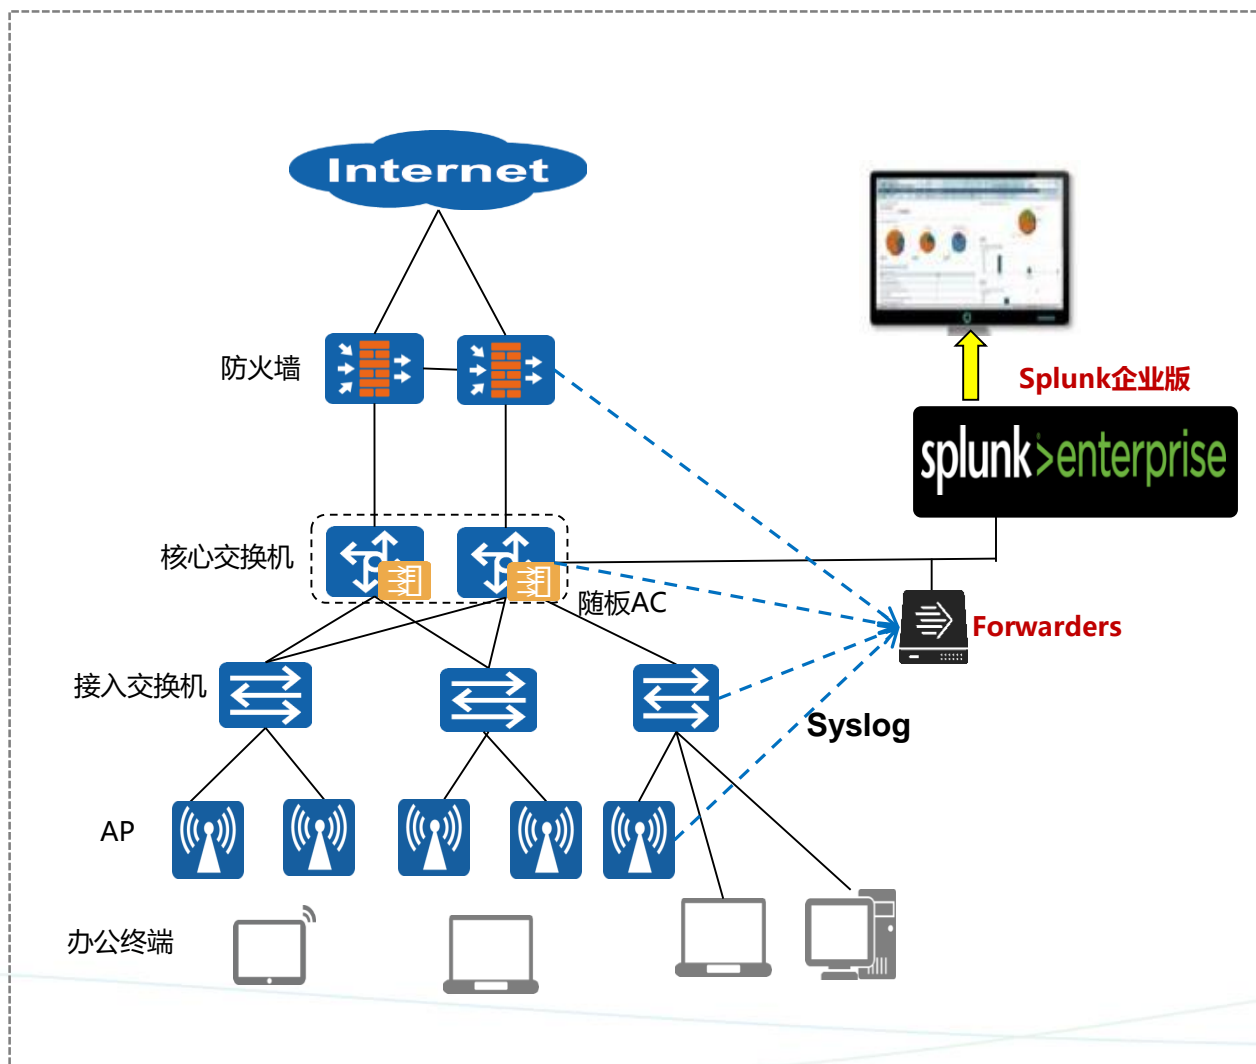 Internet
防火墙
Splunk企业版
splunk>enterprise
核心交换机
随板AC
Forwarders
接入交换机
Syslog
AP
办公终端